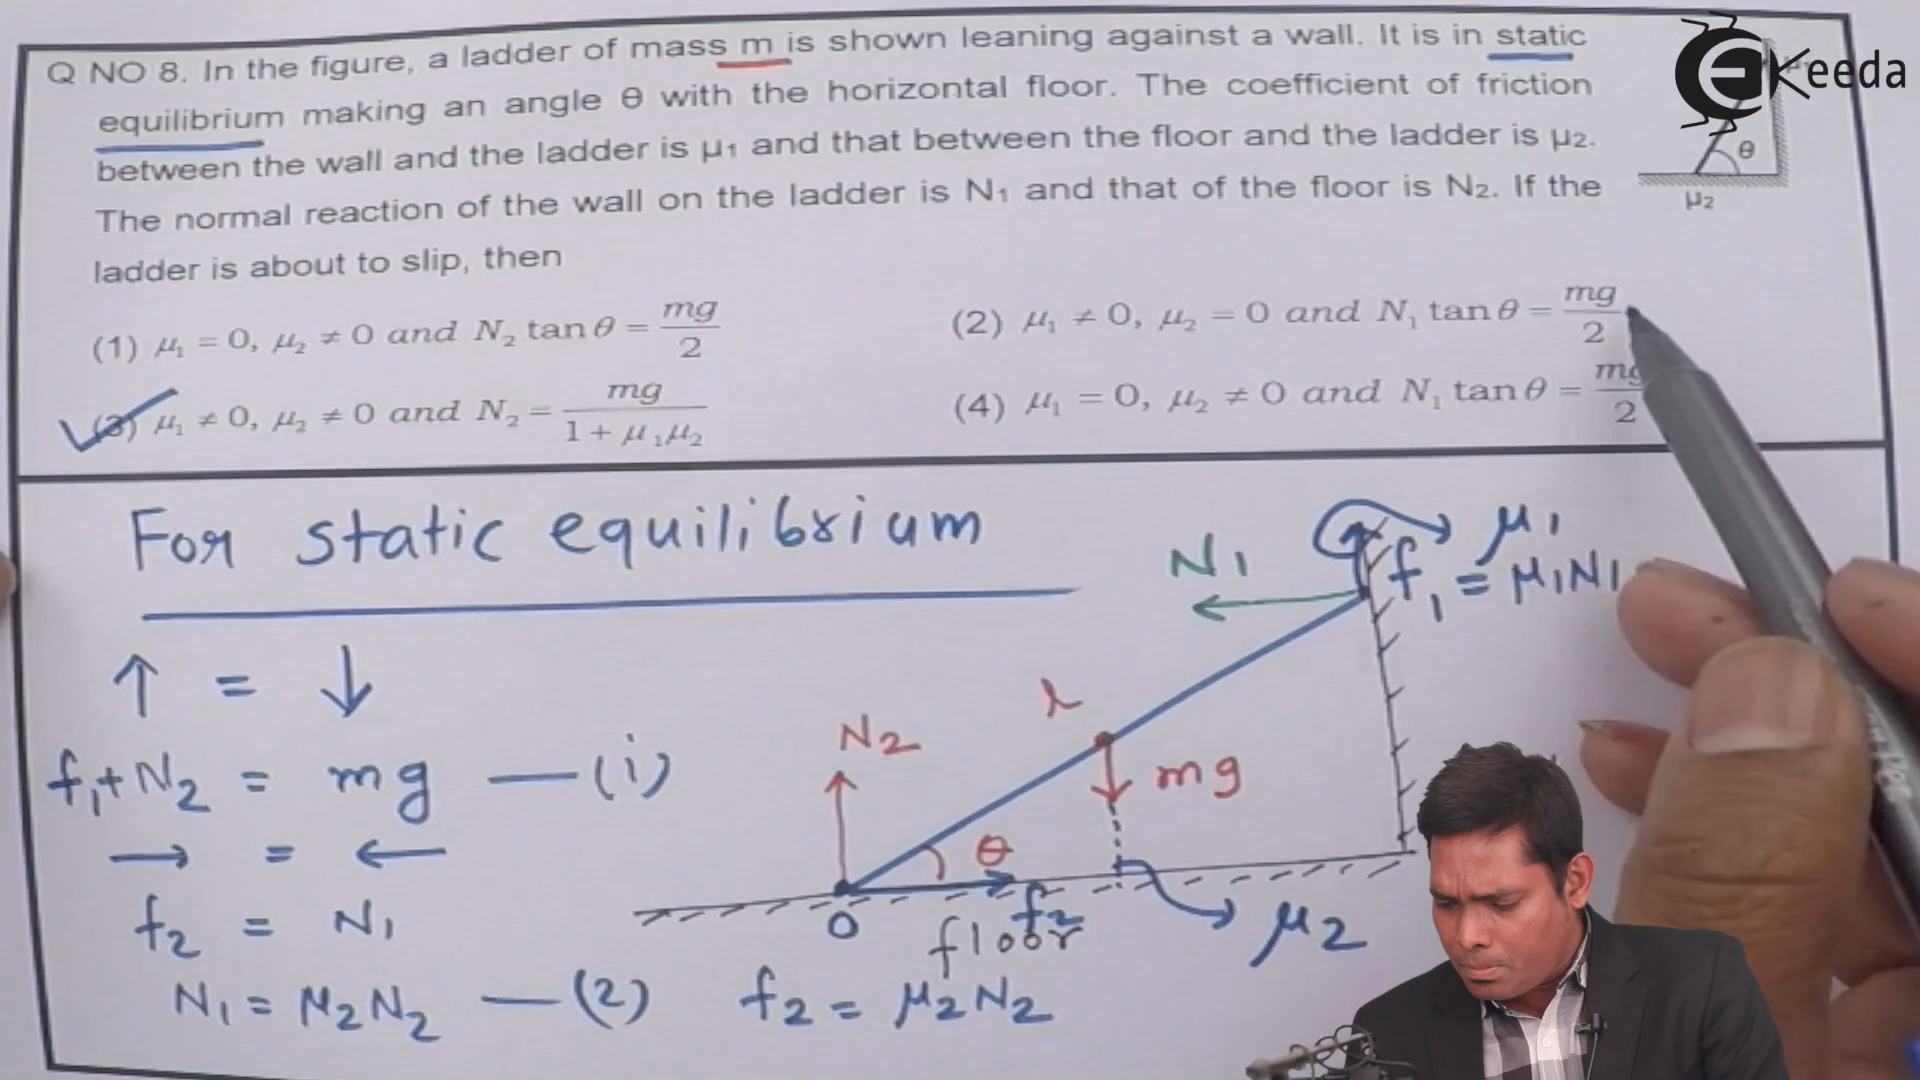 Q NO 8. In the figure, a ladder of mass m is shown leaning against a wall. It is in static
equilibrium making an angle θ with the horizontal floor. The coefficient of friction
between the wall and the ladder is μ1 and that between the floor and the ladder is μ2.
The normal reaction of the wall on the ladder is N1 and that of the floor is N2. If the
ladder is about to slip, then
(1) μ₁ = 0, μ₂ ≠ 0 and N₂ tan θ = mg/2
(2) μ₁ ≠ 0, μ₂ = 0 and N₁ tan θ = mg/2
(3) μ₁ ≠ 0, μ₂ ≠ 0 and N₂ = mg/(1 + μ₁μ₂)
(4) μ₁ = 0, μ₂ ≠ 0 and N₁ tan θ = mg/2
θ
μ2
Keeda
For static equilibrium
↑ = ↓
f₁+N₂ = mg —(i)
→ = ←
f₂ = N₁
N₁ = μ₂N₂ —(2)
f₂ = μ₂N₂
N₁
μ₁
f₁ = μ₁N₁
l
N₂
mg
θ
O
f₂
floor
μ₂